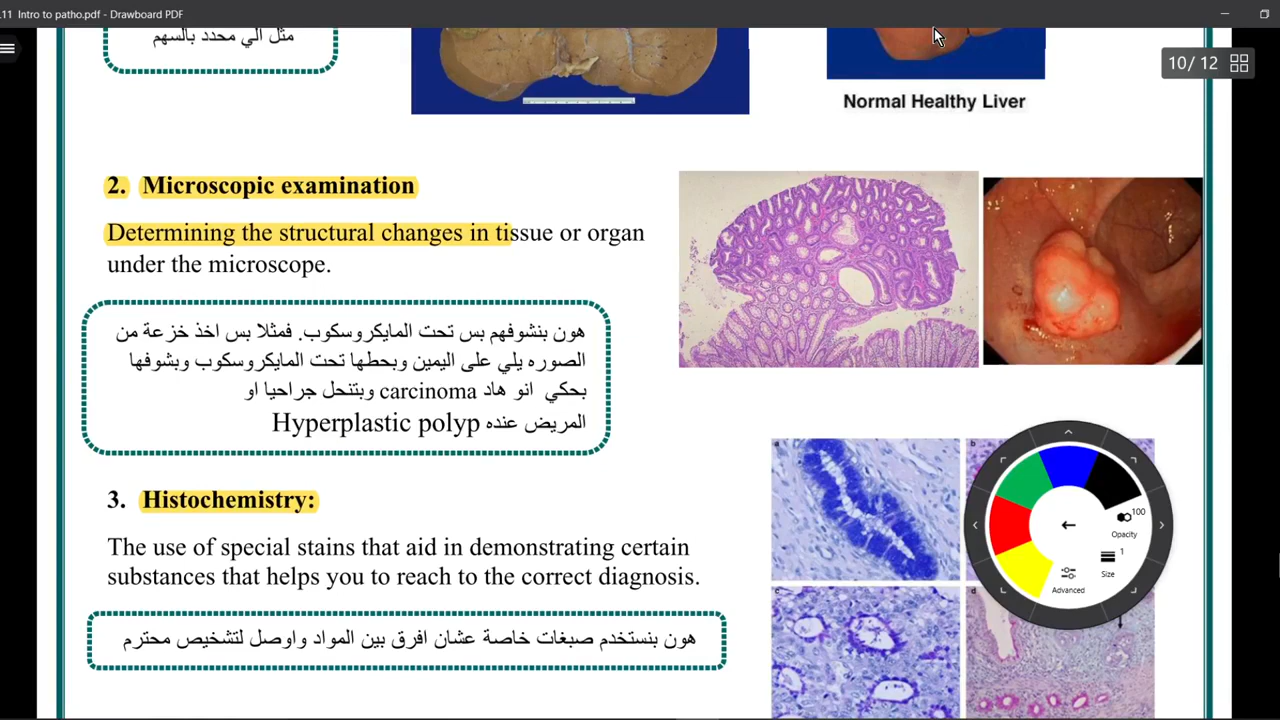 .11 Intro to patho.pdf - Drawboard PDF
10/ 12
مثل الي محدد بالسهم
Normal Healthy Liver
2. Microscopic examination
Determining the structural changes in tissue or organ
under the microscope.
هون بنشوفهم بس تحت المايكروسكوب. فمثلا بس اخذ خزعة من
الصوره يلي على اليمين وبحطها تحت المايكروسكوب وبشوفها
بحكي انو هاد carcinoma وبتنحل جراحيا او
المريض عنده Hyperplastic polyp
3. Histochemistry:
The use of special stains that aid in demonstrating certain
substances that helps you to reach to the correct diagnosis.
هون بنستخدم صبغات خاصة عشان افرق بين المواد واوصل لتشخيص محترم
a
b
c
d
100
Opacity
1
Size
Advanced